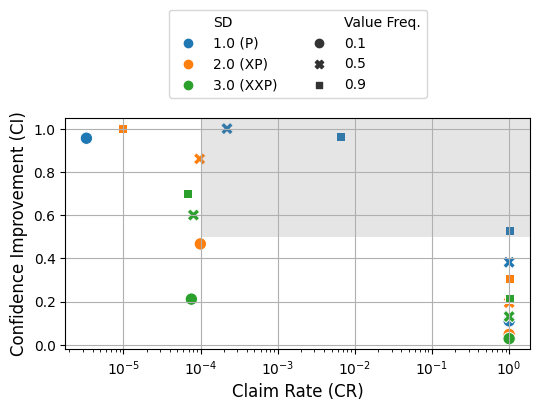 SD
Value Freq.
1.0 (P)
0.1
2.0 (XP)
0.5
3.0 (XXP)
0.9
Confidence Improvement (CI)
1.0
0.8
0.6
0.4
0.2
0.0
10⁻⁵
10⁻⁴
10⁻³
10⁻²
10⁻¹
10⁰
Claim Rate (CR)